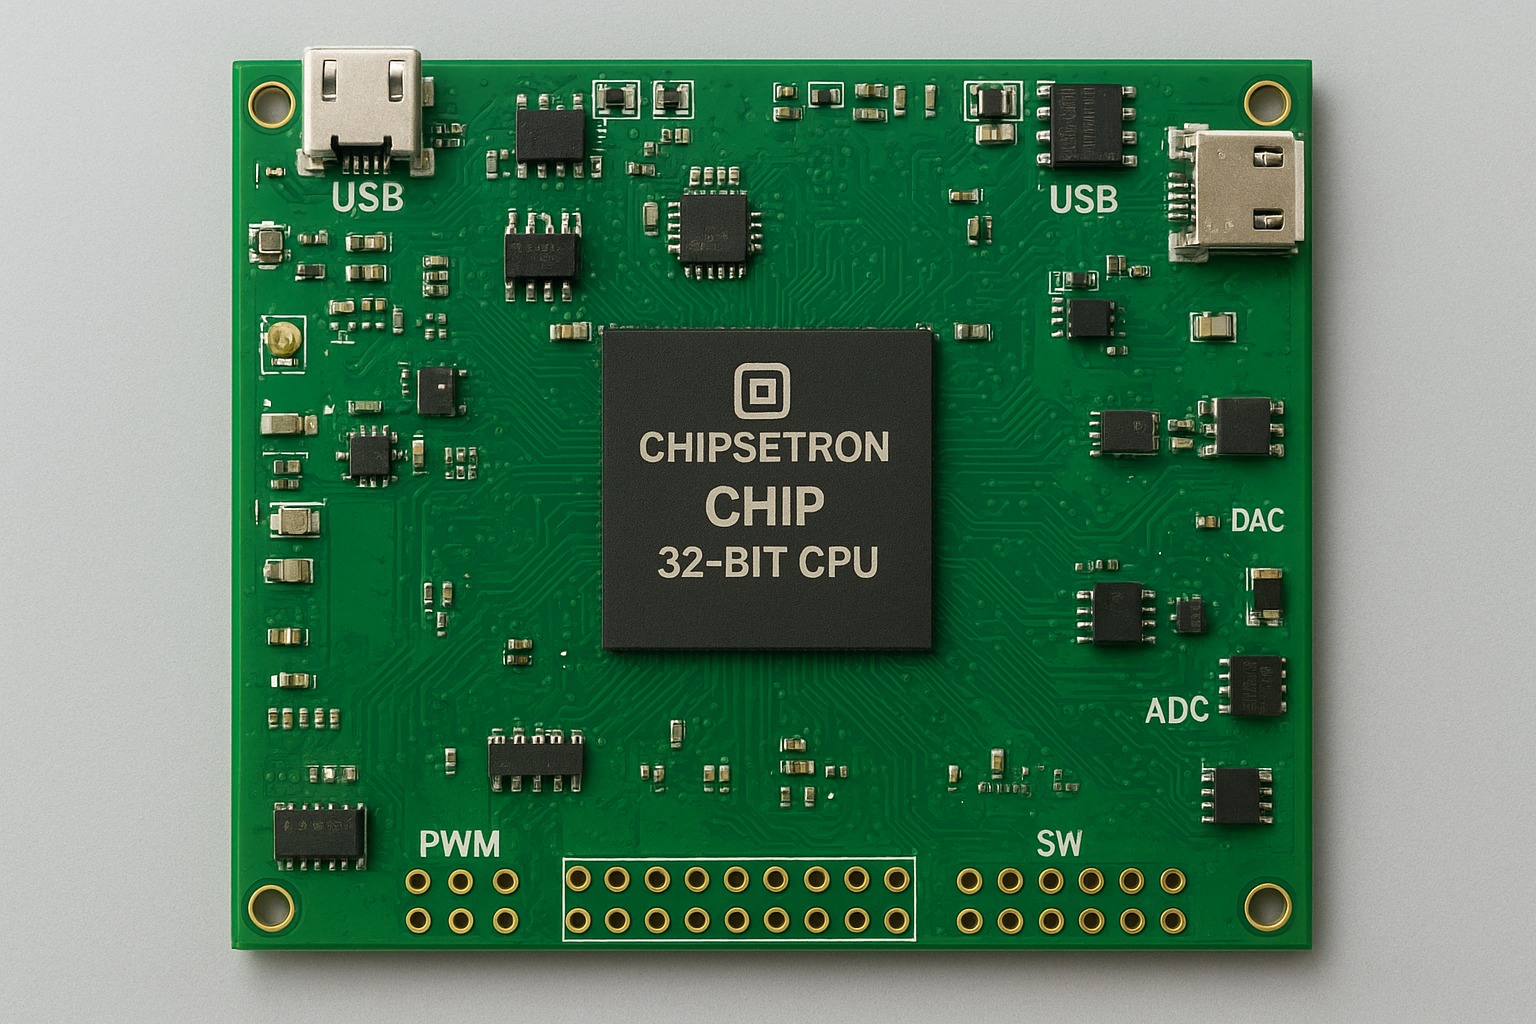 USB
USB
CHIPSETRON
CHIP
32-BIT CPU
DAC
ADC
PWM
SW